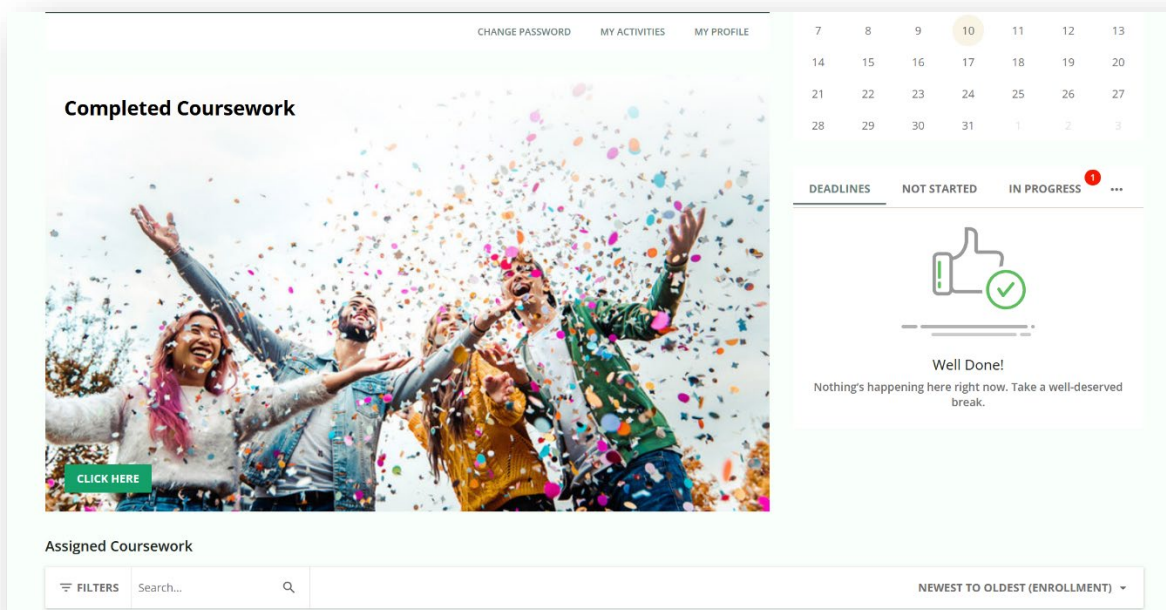 CHANGE PASSWORD MY ACTIVITIES MY PROFILE
Completed Coursework
CLICK HERE
7 8 9 10 11 12 13
14 15 16 17 18 19 20
21 22 23 24 25 26 27
28 29 30 31 1 2 3
DEADLINES NOT STARTED IN PROGRESS 1 •••
Well Done!
Nothing's happening here right now. Take a well-deserved
break.
Assigned Coursework
FILTERS Search... NEWEST TO OLDEST (ENROLLMENT)